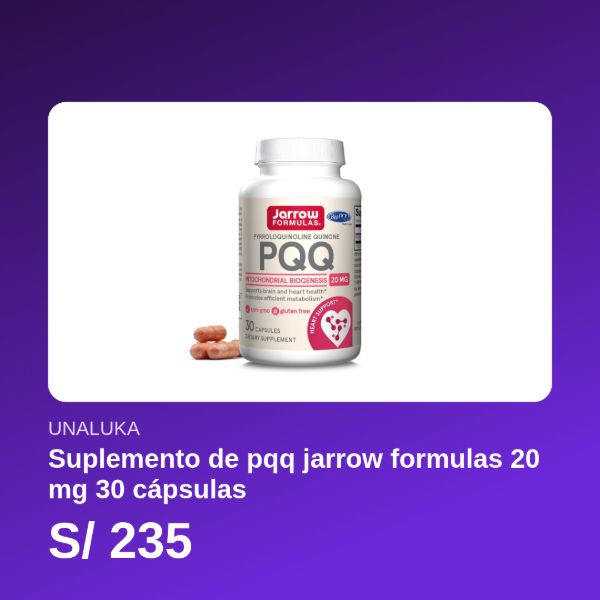 Jarrow
FORMULAS®
PYRROLOQUINOLINE QUINONE
PQQ
MITOCHONDRIAL BIOGENESIS 20 MG
Supports brain and heart health*
Promotes efficient metabolism*
non-gmo gluten free
HEART SUPPORT*
30 CAPSULES
DIETARY SUPPLEMENT
UNALUKA
Suplemento de pqq jarrow formulas 20
mg 30 cápsulas
S/ 235